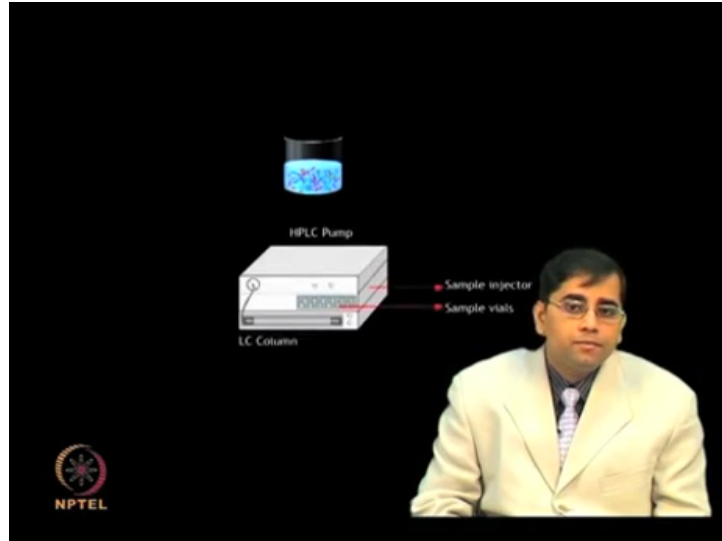 HPLC Pump
Sample injector
Sample vials
LC Column
NPTEL